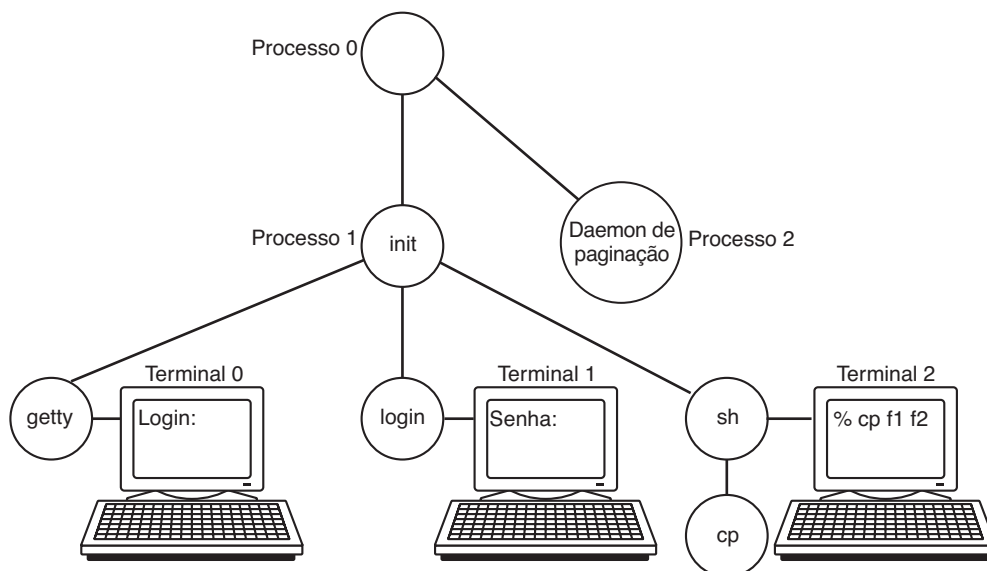 Processo 0
Processo 1
init
Daemon de
paginação
Processo 2
Terminal 0
Terminal 1
Terminal 2
getty
Login:
login
Senha:
sh
% cp f1 f2
cp